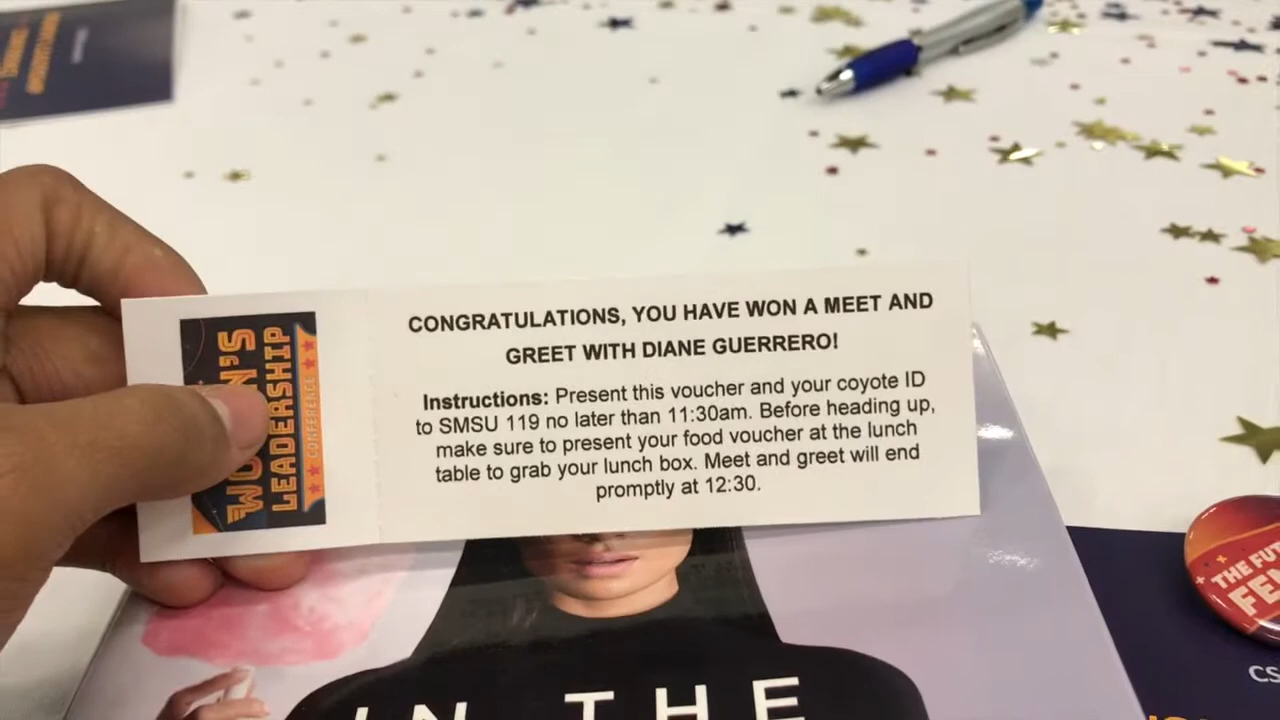 CONGRATULATIONS, YOU HAVE WON A MEET AND
GREET WITH DIANE GUERRERO!
Instructions: Present this voucher and your coyote ID
to SMSU 119 no later than 11:30am. Before heading up,
make sure to present your food voucher at the lunch
table to grab your lunch box. Meet and greet will end
promptly at 12:30.
LEADERSHIP
CONFERENCE
IN THE
THE